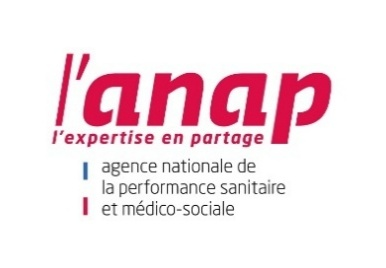 l'anap
l'expertise en partage
agence nationale de
la performance sanitaire
et médico-sociale